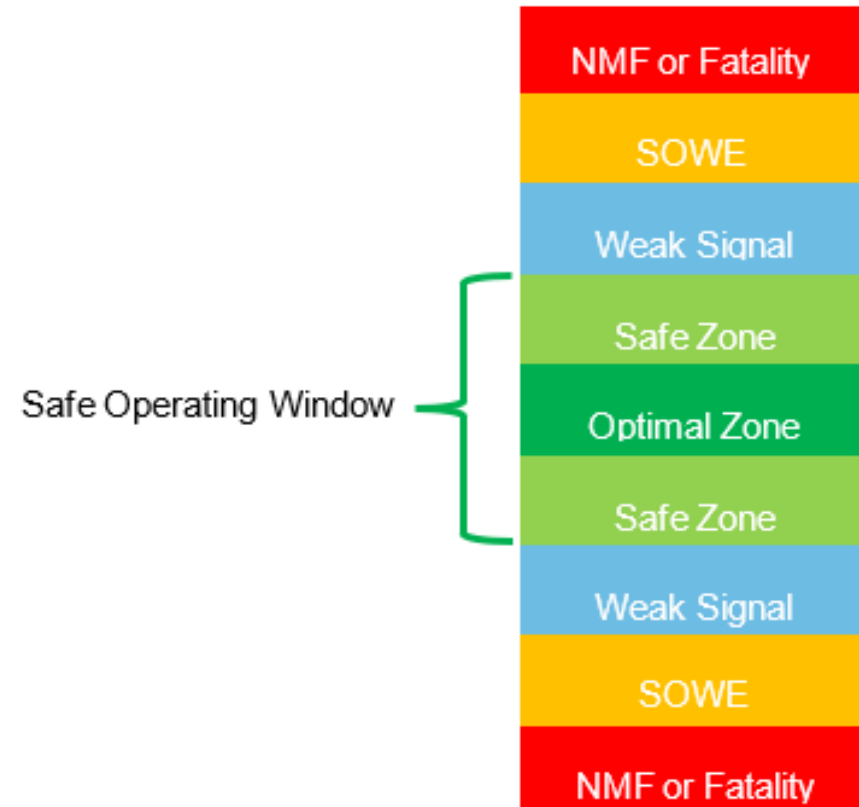 NMF or Fatality
SOWE
Weak Signal
Safe Zone
Safe Operating Window
Optimal Zone
Safe Zone
Weak Signal
SOWE
NMF or Fatality